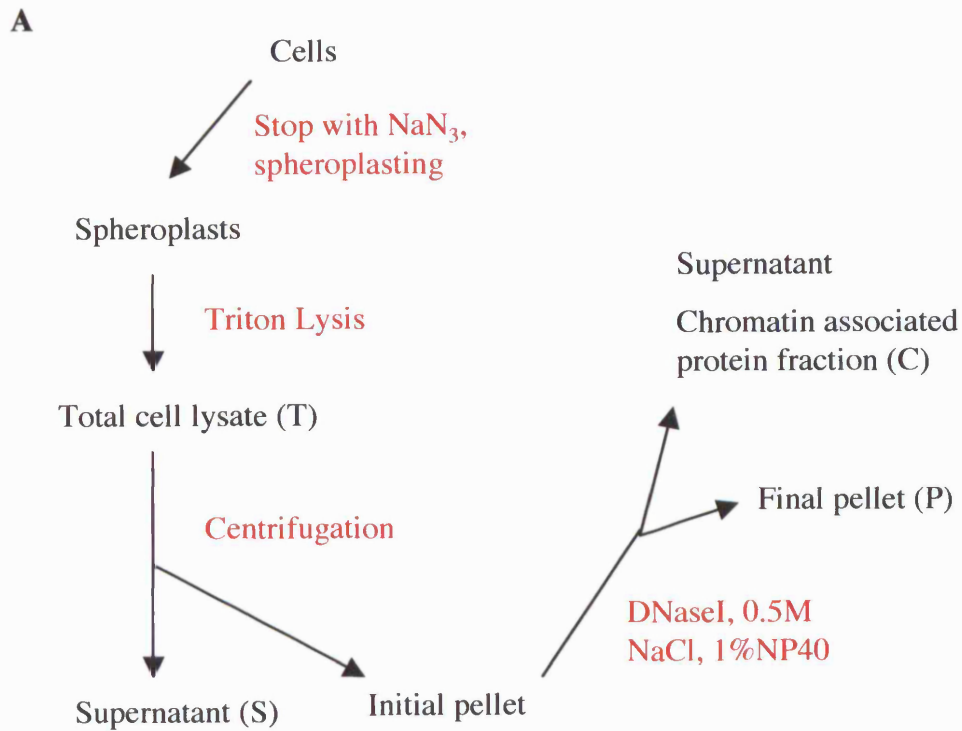 A
Cells
Stop with NaN₃,
spheroplasting
Spheroplasts
Triton Lysis
Total cell lysate (T)
Centrifugation
Supernatant (S)
Initial pellet
Supernatant
Chromatin associated
protein fraction (C)
Final pellet (P)
DNaseI, 0.5M
NaCl, 1%NP40